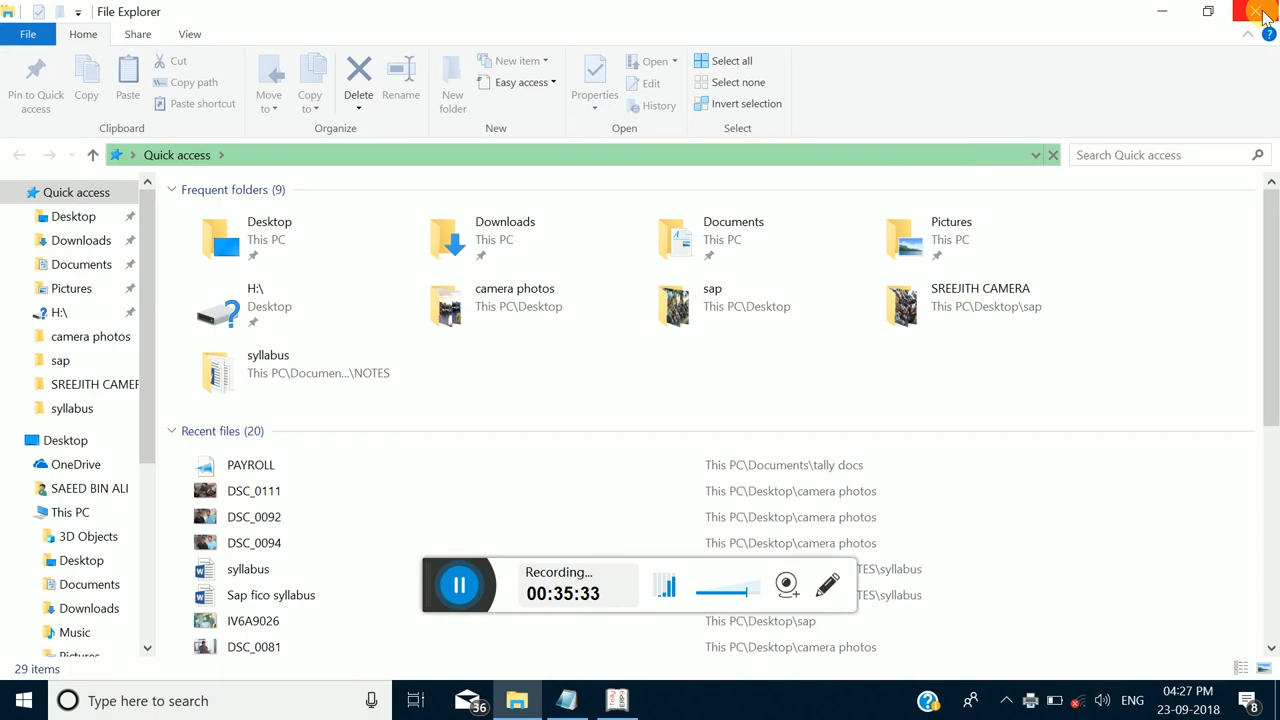 File Explorer
File Home Share View
Pin to Quick access
Copy
Paste
Cut
Copy path
Paste shortcut
Clipboard
Move to
Copy to
Delete
Rename
Organize
New folder
New item
Easy access
New
Properties
Open
Edit
History
Open
Select all
Select none
Invert selection
Select
Quick access
Search Quick access
Quick access
Desktop
Downloads
Documents
Pictures
H:\
camera photos
sap
SREEJITH CAMER
syllabus
Desktop
OneDrive
SAEED BIN ALI
This PC
3D Objects
Desktop
Documents
Downloads
Music
Pictures
Frequent folders (9)
Desktop
This PC
Downloads
This PC
Documents
This PC
Pictures
This PC
H:\
Desktop
camera photos
This PC\Desktop
sap
This PC\Desktop
SREEJITH CAMERA
This PC\Desktop\sap
syllabus
This PC\Documen...\NOTES
Recent files (20)
PAYROLL This PC\Documents\tally docs
DSC_0111 This PC\Desktop\camera photos
DSC_0092 This PC\Desktop\camera photos
DSC_0094 This PC\Desktop\camera photos
syllabus TES\syllabus
Sap fico syllabus TES\syllabus
IV6A9026 This PC\Desktop\sap
DSC_0081 This PC\Desktop\camera photos
Recording...
00:35:33
29 items
Type here to search
36
ENG
04:27 PM
23-09-2018
8